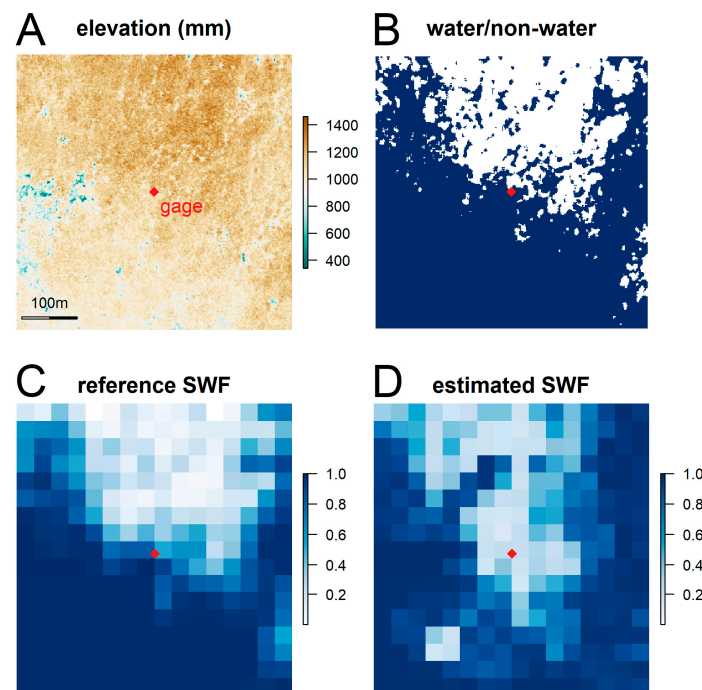 A elevation (mm)
1400
1200
1000
800
600
400
gage
100m
B water/non-water
C reference SWF
1.0
0.8
0.6
0.4
0.2
D estimated SWF
1.0
0.8
0.6
0.4
0.2